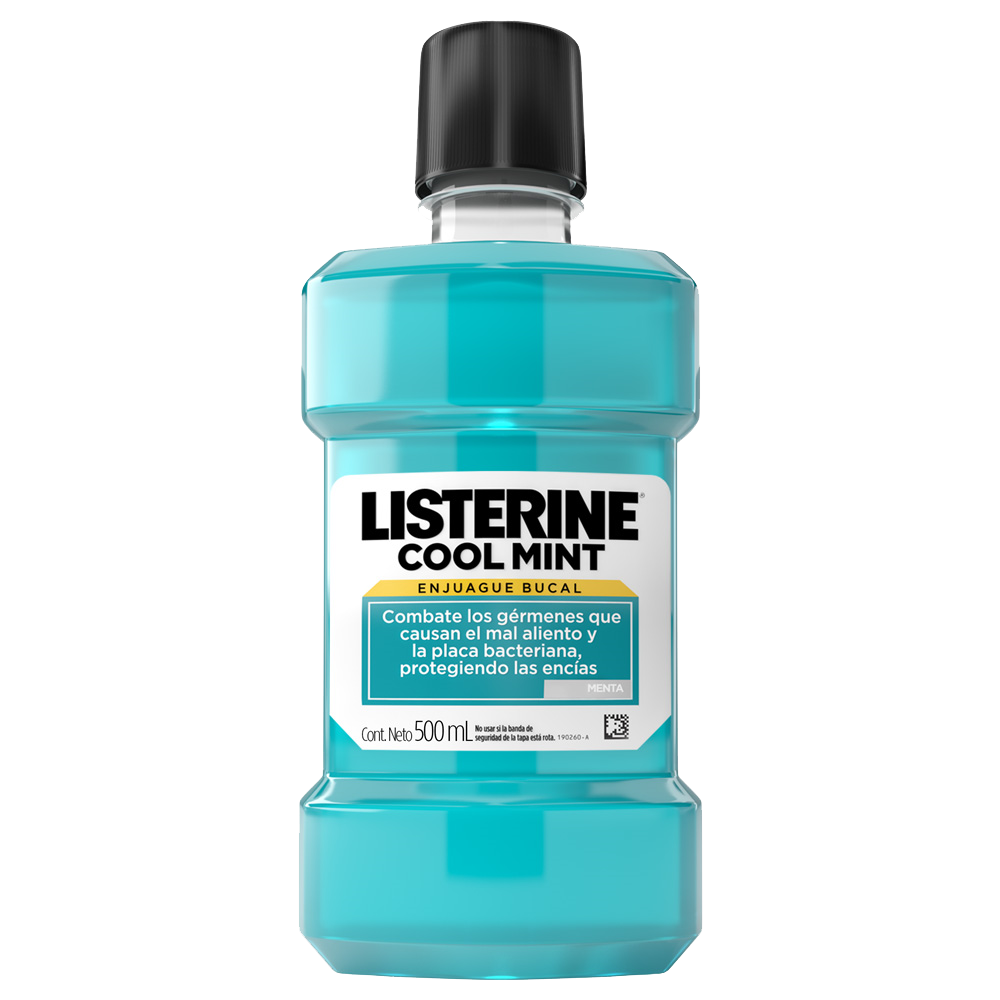 LISTERINE®
COOL MINT
ENJUAGUE BUCAL
Combate los gérmenes que
causan el mal aliento y
la placa bacteriana,
protegiendo las encías
MENTA
Cont. Neto 500 mL
No usar si la banda de
seguridad de la tapa está rota. 190260-A